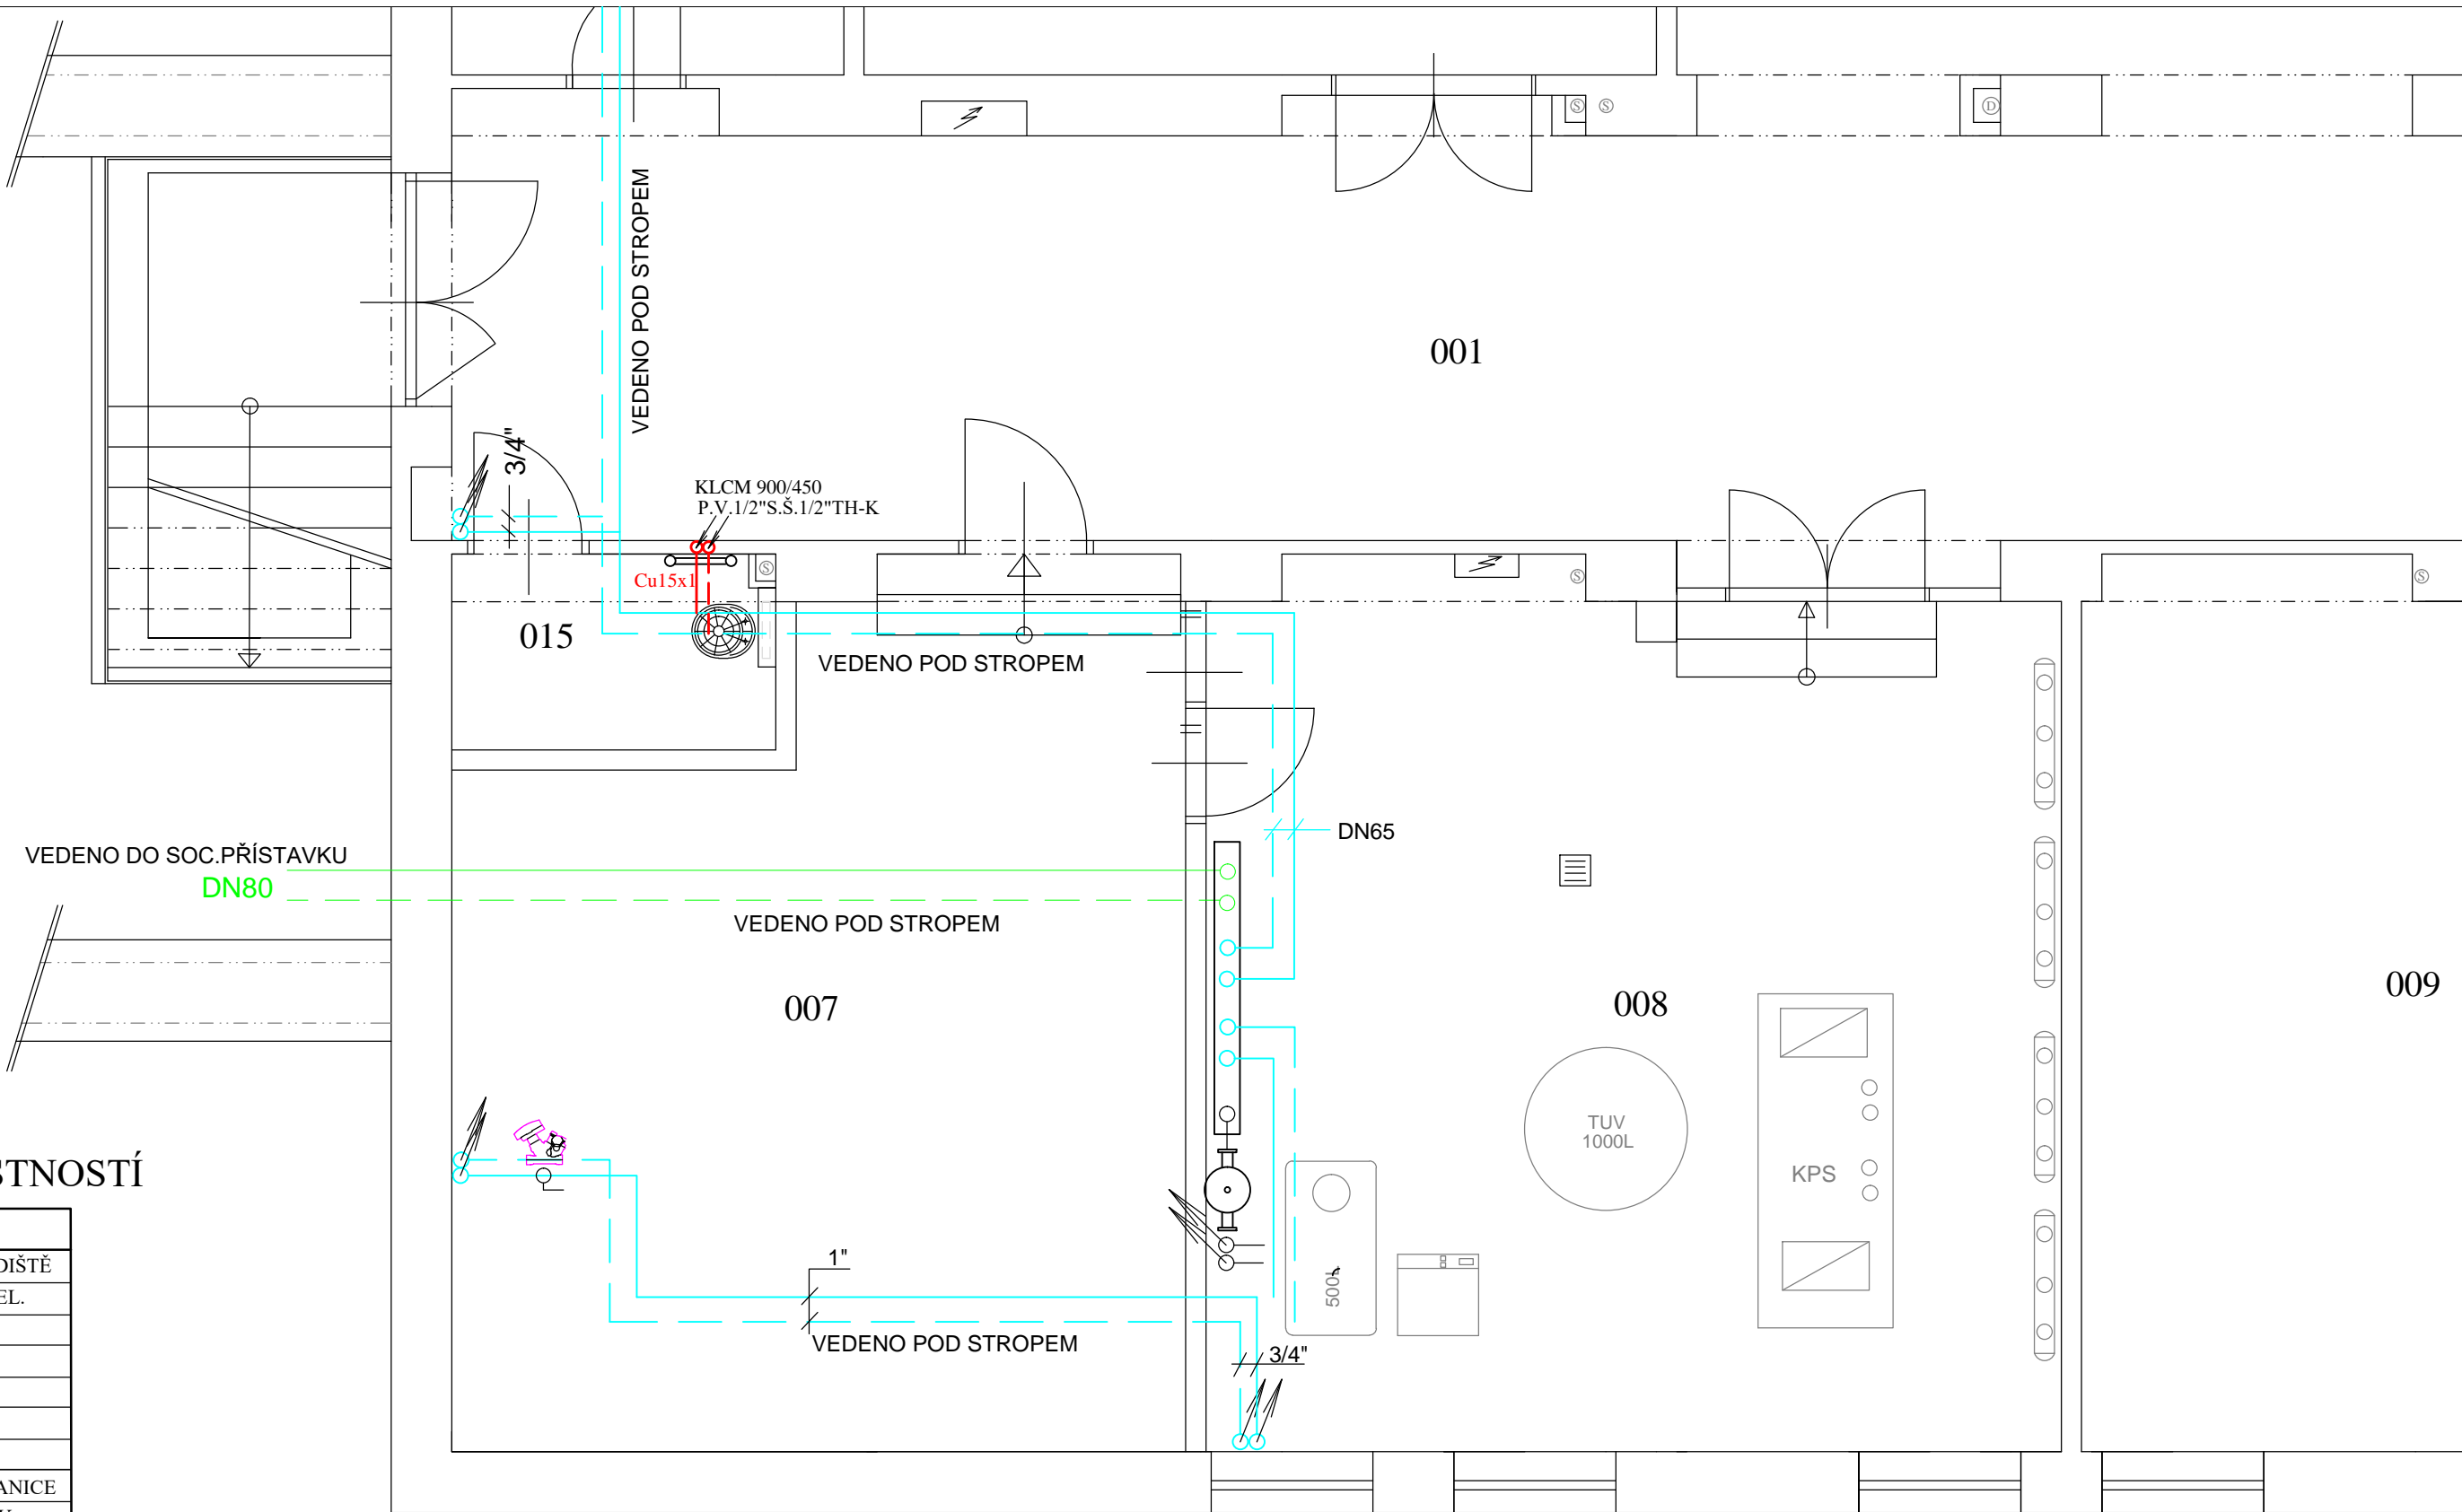 S
S
D
VEDENO POD STROPEM
001
3/4"
KLCM 900/450
P.V.1/2"S.Š.1/2"TH-K
Cu15x1
S
S
S
015
VEDENO POD STROPEM
DN65
VEDENO DO SOC.PŘÍSTAVKU
DN80
VEDENO POD STROPEM
007
008
009
TUV
1000L
KPS
STNOSTÍ
1"
DIŠTĚ
EL.
500L
VEDENO POD STROPEM
3/4"
ANICE